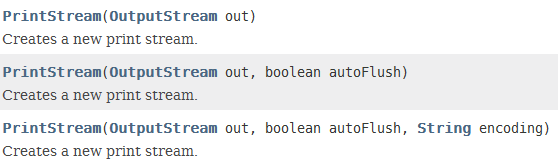 PrintStream(OutputStream out)
Creates a new print stream.
PrintStream(OutputStream out, boolean autoFlush)
Creates a new print stream.
PrintStream(OutputStream out, boolean autoFlush, String encoding)
Creates a new print stream.